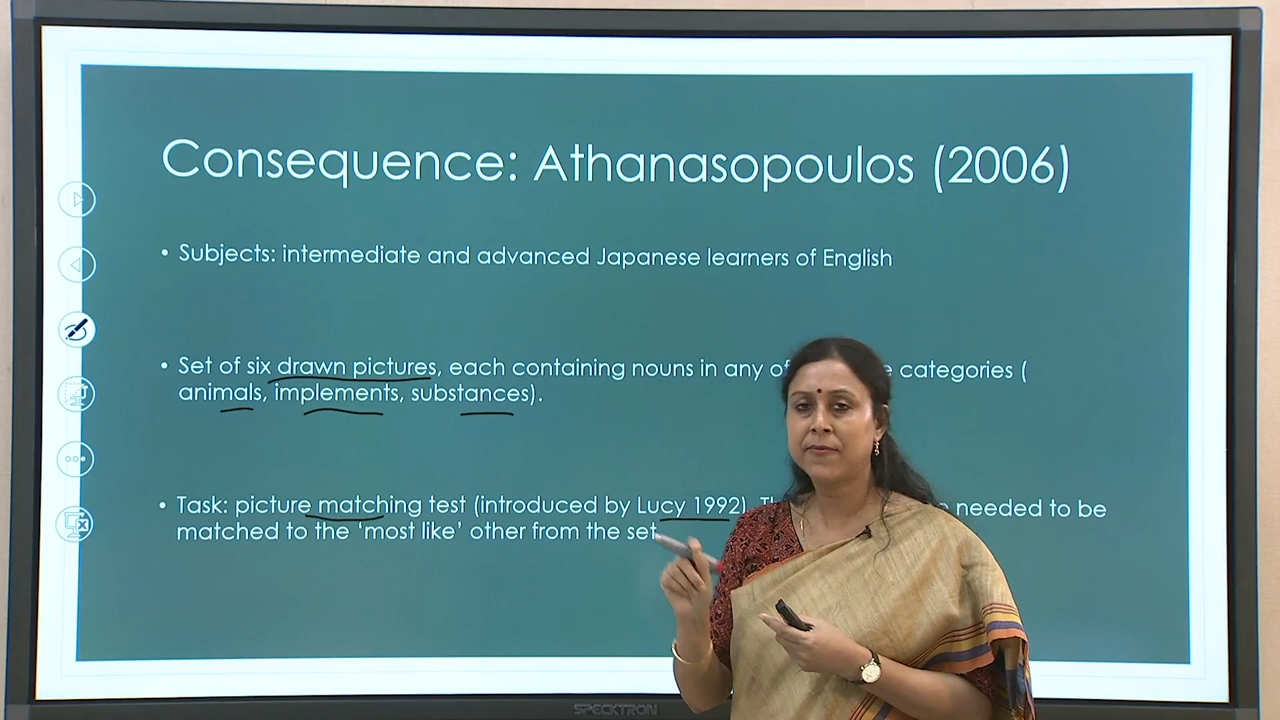 Consequence: Athanasopoulos (2006)
• Subjects: intermediate and advanced Japanese learners of English
• Set of six drawn pictures, each containing nouns in any of categories (
animals, implements, substances).
• Task: picture matching test (introduced by Lucy 1992). needed to be
matched to the ‘most like’ other from the set
SPECKTRON